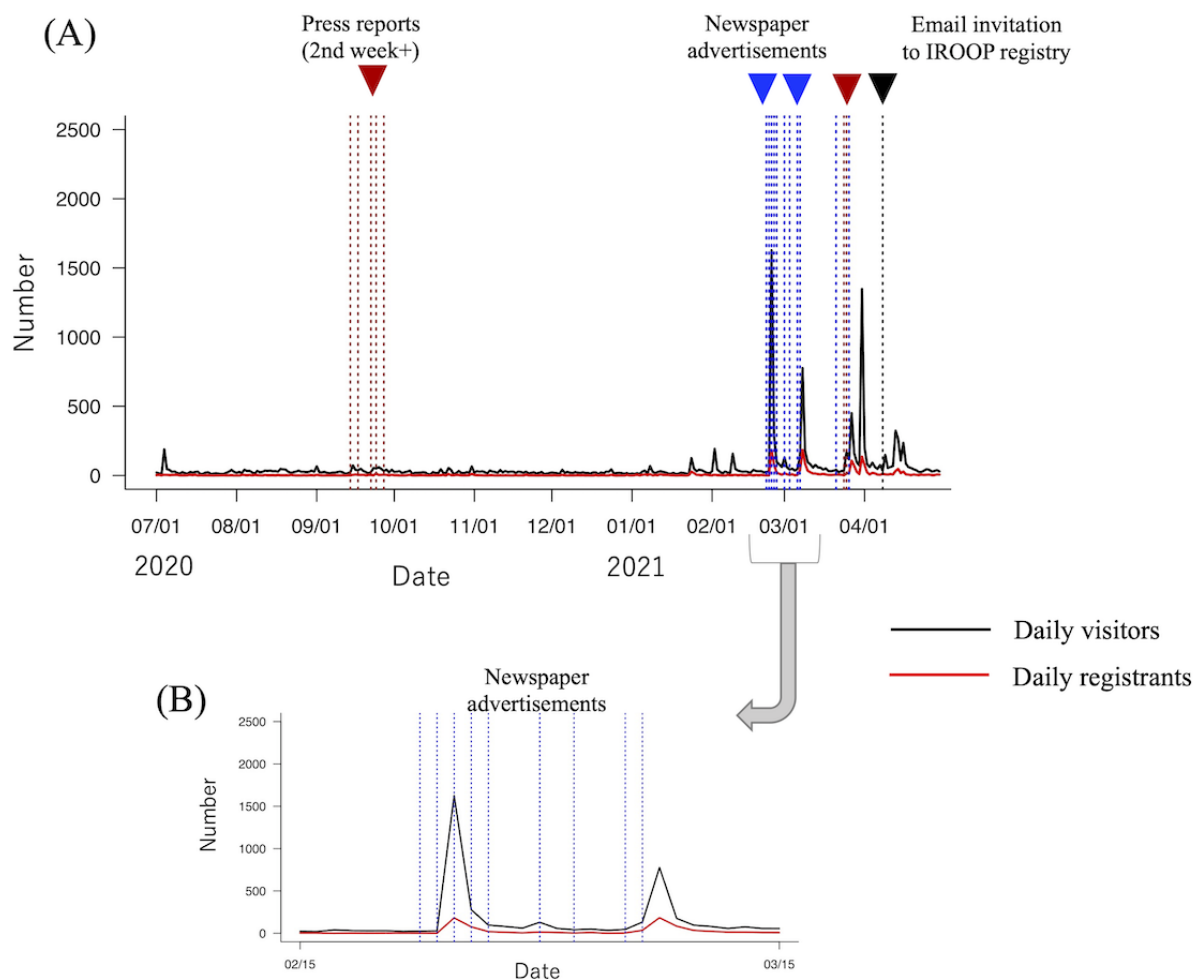 (A)
Press reports
(2nd week+)
Newspaper
advertisements
Email invitation
to IROOP registry
2500
2000
1500
1000
500
0
Number
07/01 08/01 09/01 10/01 11/01 12/01 01/01 02/01 03/01 04/01
2020 2021
Date
Daily visitors
Daily registrants
(B)
Newspaper
advertisements
2500
2000
1500
1000
500
0
Number
02/15 03/15
Date